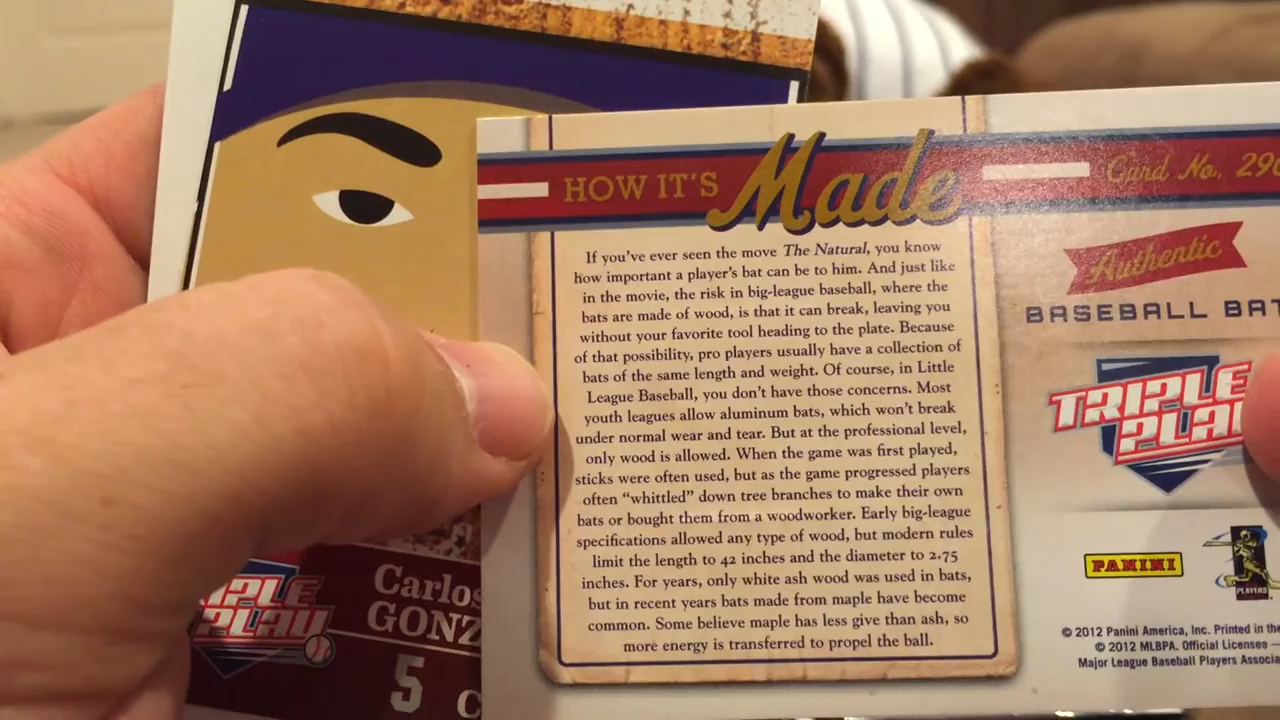 HOW IT'S Made
Card No. 29
If you've ever seen the move The Natural, you know
how important a player's bat can be to him. And just like
in the movie, the risk in big-league baseball, where the
bats are made of wood, is that it can break, leaving you
without your favorite tool heading to the plate. Because
of that possibility, pro players usually have a collection of
bats of the same length and weight. Of course, in Little
League Baseball, you don't have those concerns. Most
youth leagues allow aluminum bats, which won't break
under normal wear and tear. But at the professional level,
only wood is allowed. When the game was first played,
sticks were often used, but as the game progressed players
often “whittled” down tree branches to make their own
bats or bought them from a woodworker. Early big-league
specifications allowed any type of wood, but modern rules
limit the length to 42 inches and the diameter to 2.75
inches. For years, only white ash wood was used in bats,
but in recent years bats made from maple have become
common. Some believe maple has less give than ash, so
more energy is transferred to propel the ball.
Authentic
BASEBALL BAT
TRIPLE
PLA
PANINI
PLAYERS
© 2012 Panini America, Inc. Printed in the
© 2012 MLBPA. Official Licensee —
Major League Baseball Players Associa
IPLE
PLAY
Carlos
GONZ
5 C